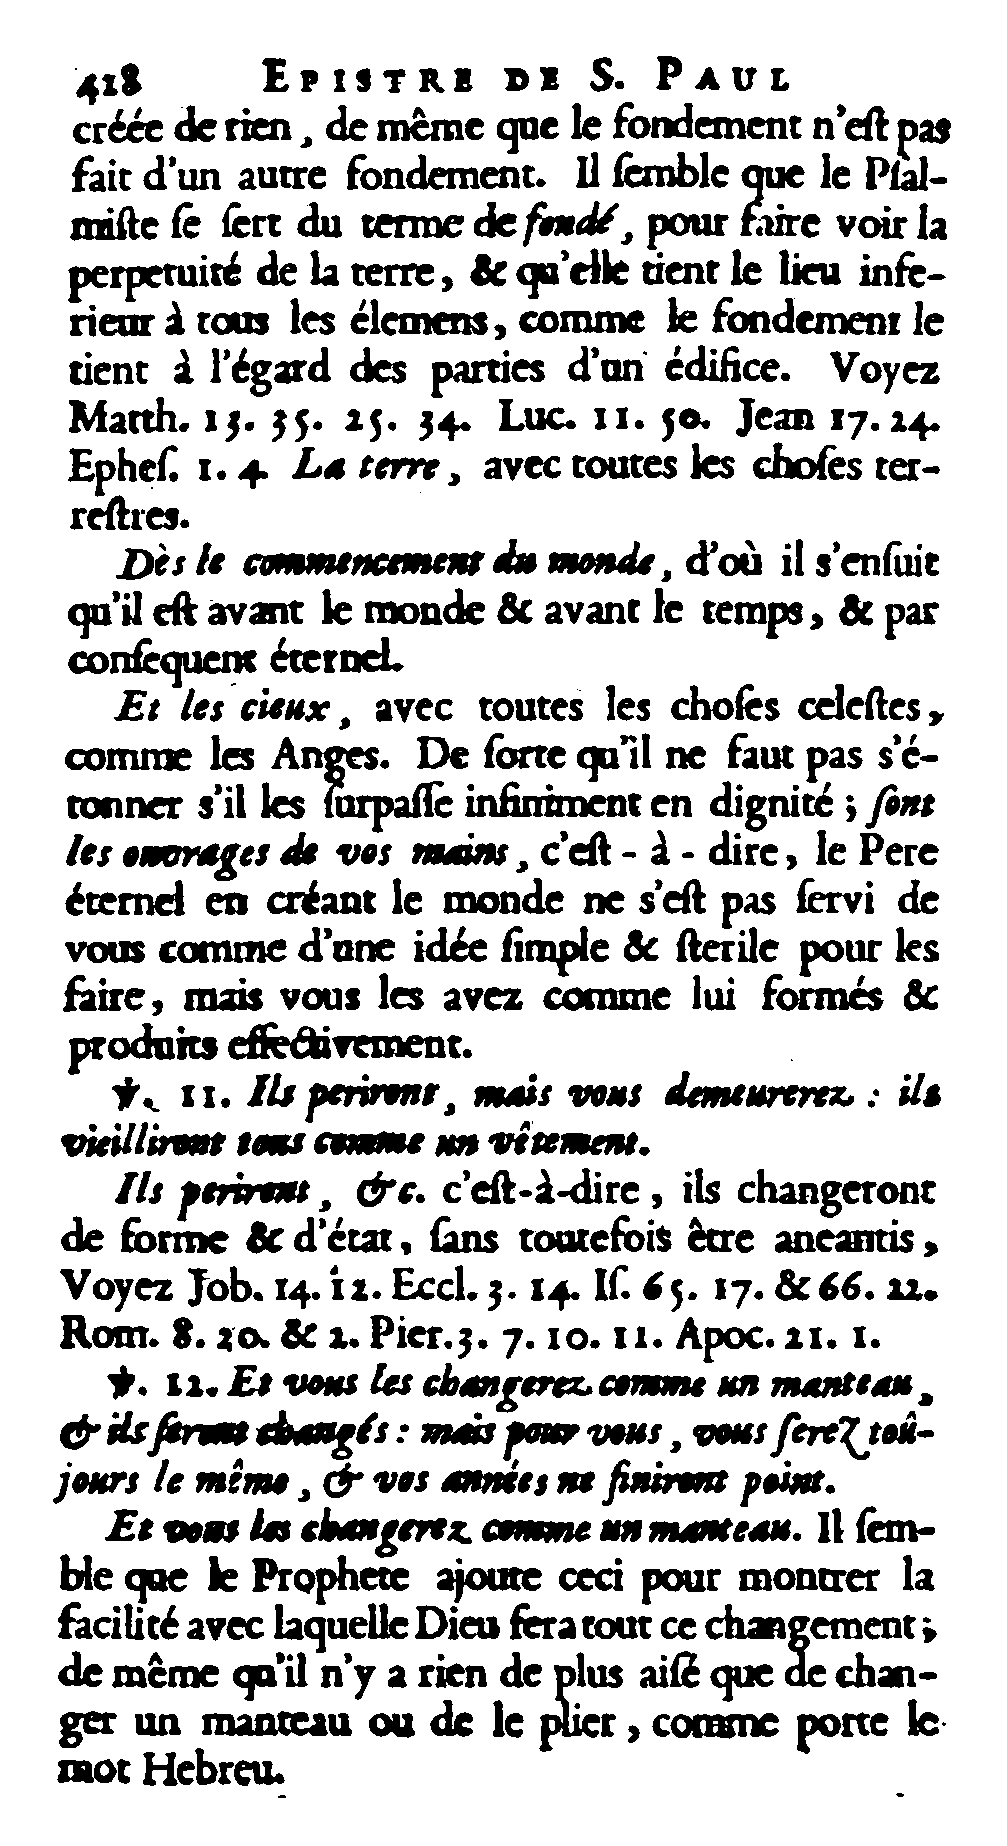 418 EPISTRE DE S. PAUL
créée de rien, de même que le fondement n'eſt pas
fait d'un autre fondement. Il ſemble que le Pſal-
miſte ſe ſert du terme de fondé, pour faire voir la
perpetuité de la terre, & qu'elle tient le lieu infe-
rieur à tous les élemens, comme le fondement le
tient à l'égard des parties d'un édifice. Voyez
Matth. 13. 35. 25. 34. Luc. 11. 50. Jean 17. 24.
Epheſ. 1. 4 La terre, avec toutes les choſes ter-
reſtres.
Dès le commencement du monde, d'où il s'enſuit
qu'il eſt avant le monde & avant le temps, & par
conſequent éternel.
Et les cieux, avec toutes les choſes celeſtes,
comme les Anges. De ſorte qu'il ne faut pas s'é-
tonner s'il les ſurpaſſe infiniment en dignité; ſont
les ouvrages de vos mains, c'eſt-à-dire, le Pere
éternel en créant le monde ne s'eſt pas ſervi de
vous comme d'une idée ſimple & ſterile pour les
faire, mais vous les avez comme lui formés &
produits effectivement.
℣. 11. Ils periront, mais vous demeurerez : ils
vieilliront tous comme un vêtement.
Ils periront, &c. c'eſt-à-dire, ils changeront
de forme & d'état, ſans toutefois être aneantis,
Voyez Job. 14. 12. Eccl. 3. 14. Iſ. 65. 17. & 66. 22.
Rom. 8. 20. & 2. Pier. 3. 7. 10. 11. Apoc. 21. 1.
℣. 12. Et vous les changerez comme un manteau,
& ils ſeront changés : mais pour vous, vous ſerez toû-
jours le même, & vos années ne finiront point.
Et vous les changerez comme un manteau. Il ſem-
ble que le Prophete ajoute ceci pour montrer la
facilité avec laquelle Dieu fera tout ce changement;
de même qu'il n'y a rien de plus aiſé que de chan-
ger un manteau ou de le plier, comme porte le
mot Hebreu.